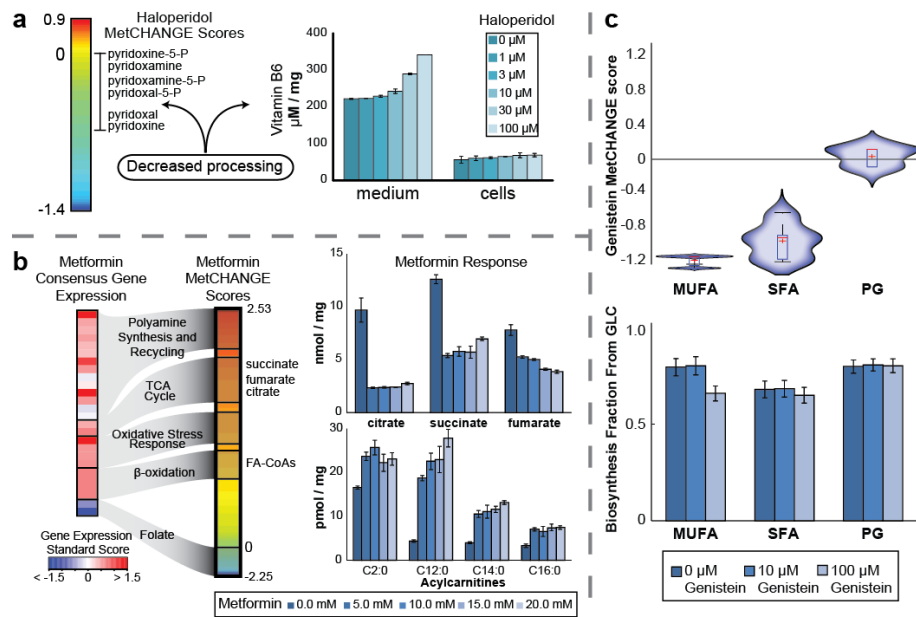 a
Haloperidol
MetCHANGE Scores
0.9
0
-1.4
pyridoxine-5-P
pyridoxamine
pyridoxamine-5-P
pyridoxal-5-P
pyridoxal
pyridoxine
Decreased processing
Vitamin B6
µM / mg
400
300
200
100
0
medium
cells
Haloperidol
0 µM
1 µM
3 µM
10 µM
30 µM
100 µM
b
Metformin
Consensus Gene
Expression
Metformin
MetCHANGE
Scores
2.53
0
-2.25
Polyamine
Synthesis and
Recycling
TCA
Cycle
Oxidative Stress
Response
β-oxidation
Folate
succinate
fumarate
citrate
FA-CoAs
Gene Expression
Standard Score
< -1.5
0
> 1.5
Metformin Response
nmol / mg
15
10
5
0
citrate
succinate
fumarate
pmol / mg
30
20
10
0
C2:0
C12:0
C14:0
C16:0
Acylcarnitines
Metformin
0.0 mM
5.0 mM
10.0 mM
15.0 mM
20.0 mM
c
Genistein MetCHANGE score
1.2
0.4
0
-0.4
-0.8
-1.2
MUFA
SFA
PG
Biosynthesis Fraction From GLC
1.0
0.5
0
MUFA
SFA
PG
0 µM
Genistein
10 µM
Genistein
100 µM
Genistein